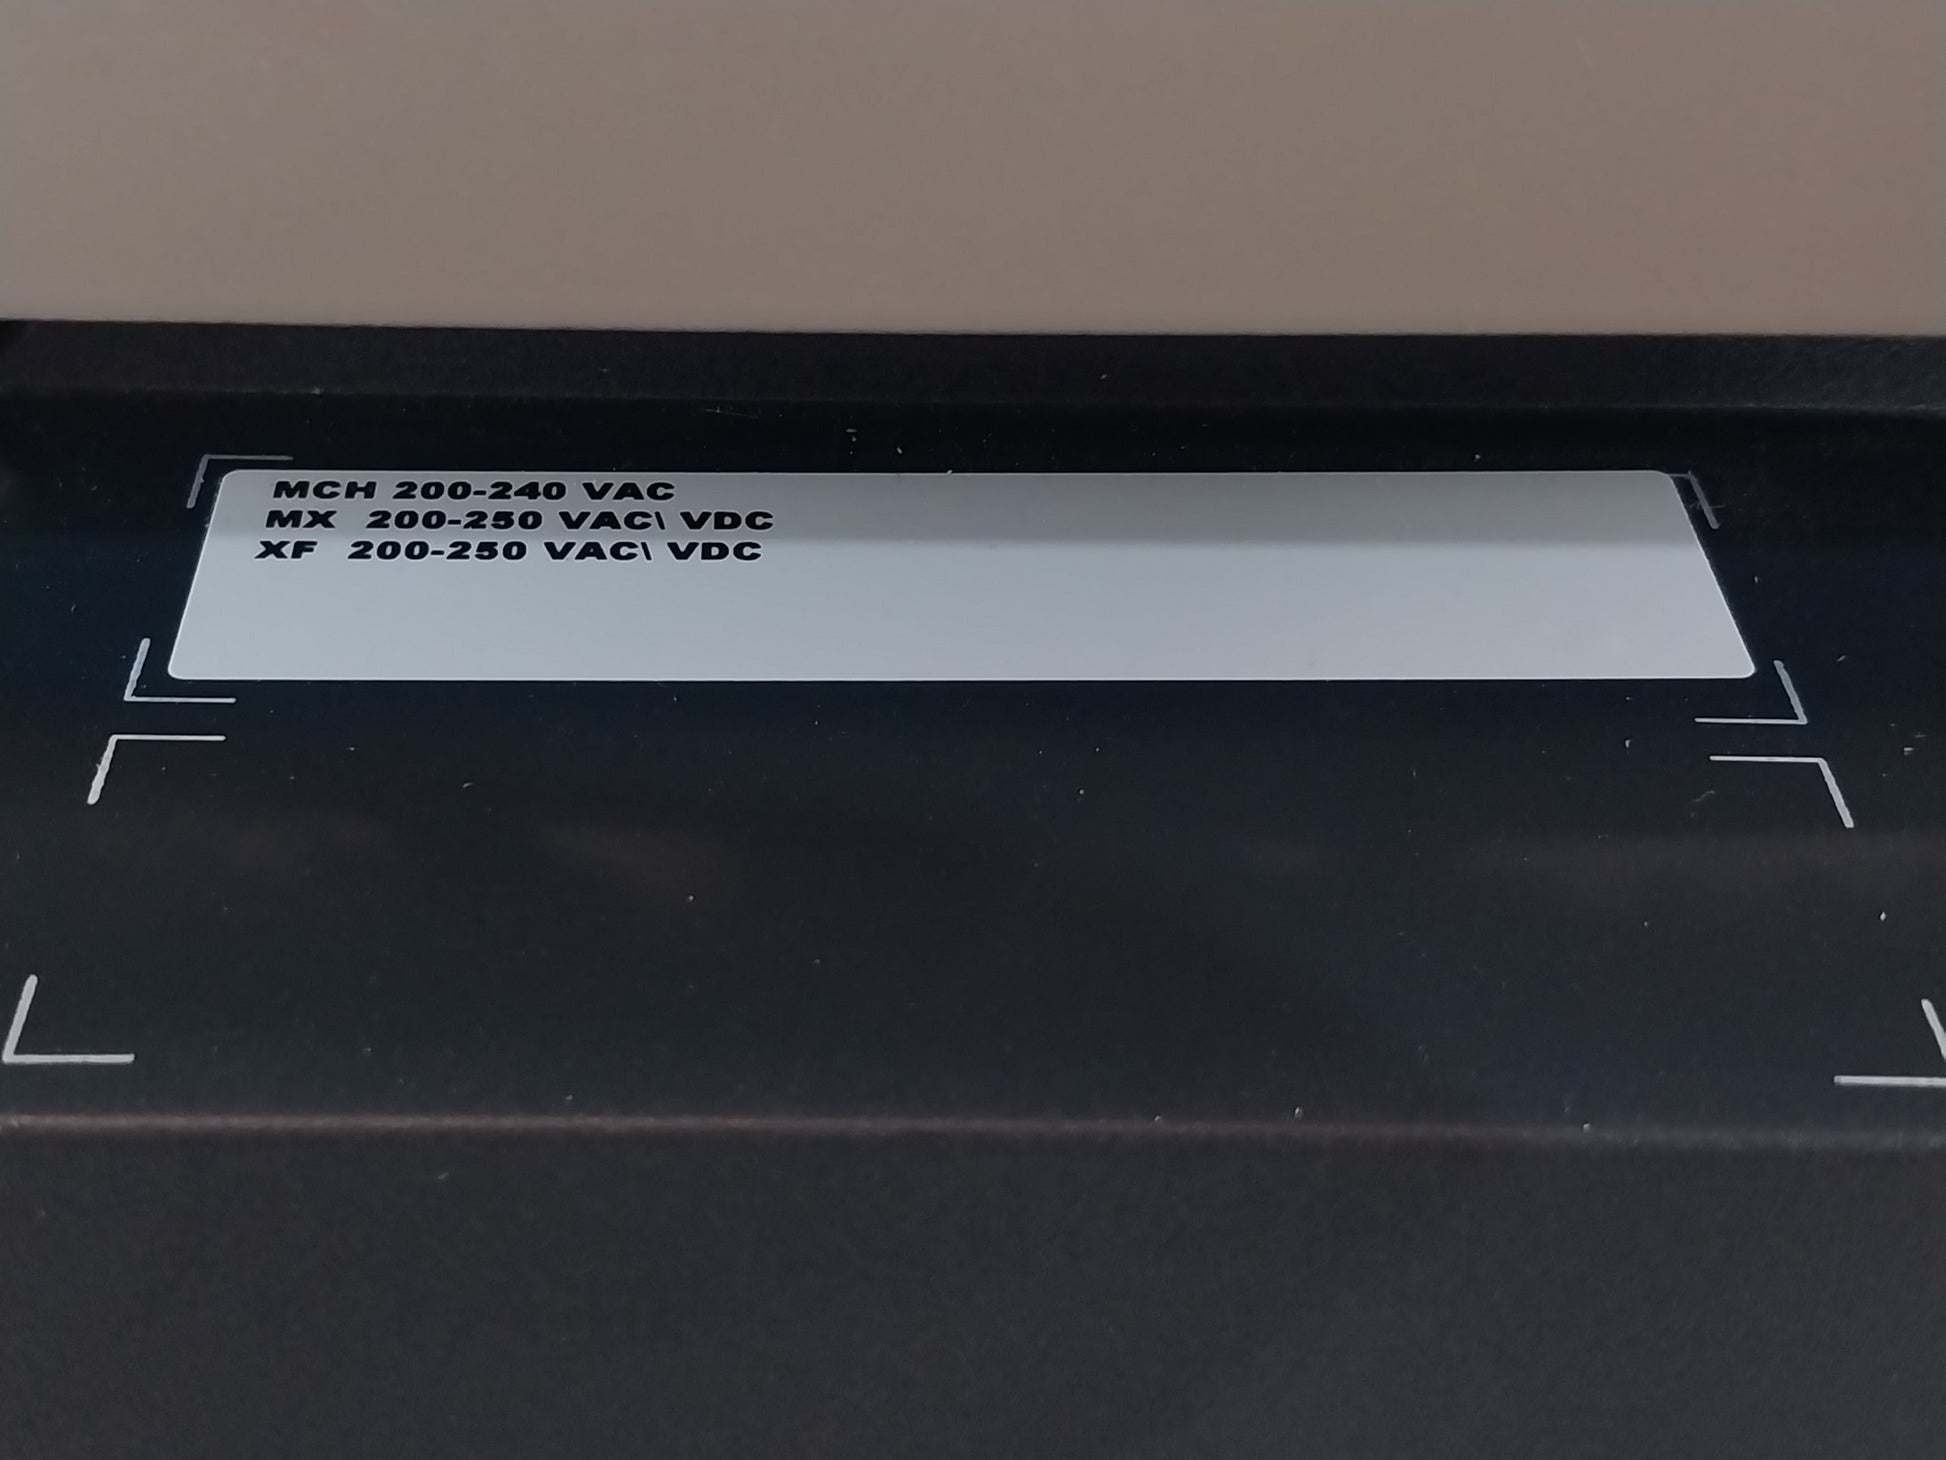 MCH 200-240 VAC
MX 200-250 VAC\ VDC
XF 200-250 VAC\ VDC